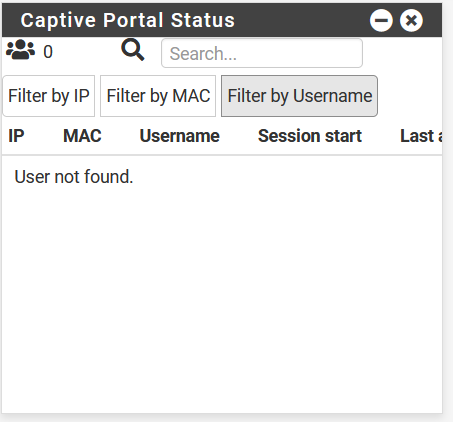 Captive Portal Status
0 Search...
Filter by IP Filter by MAC Filter by Username
IP MAC Username Session start Last a
User not found.